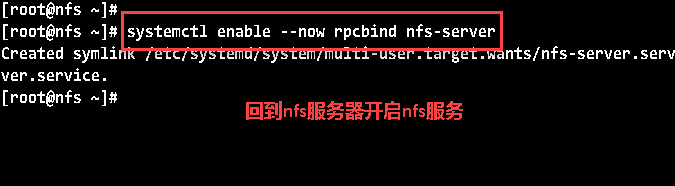 [root@nfs ~]#
[root@nfs ~]# systemctl enable --now rpcbind nfs-server
Created symlink /etc/systemd/system/multi-user.target.wants/nfs-server.serv
ver.service.
[root@nfs ~]#
回到nfs服务器开启nfs服务